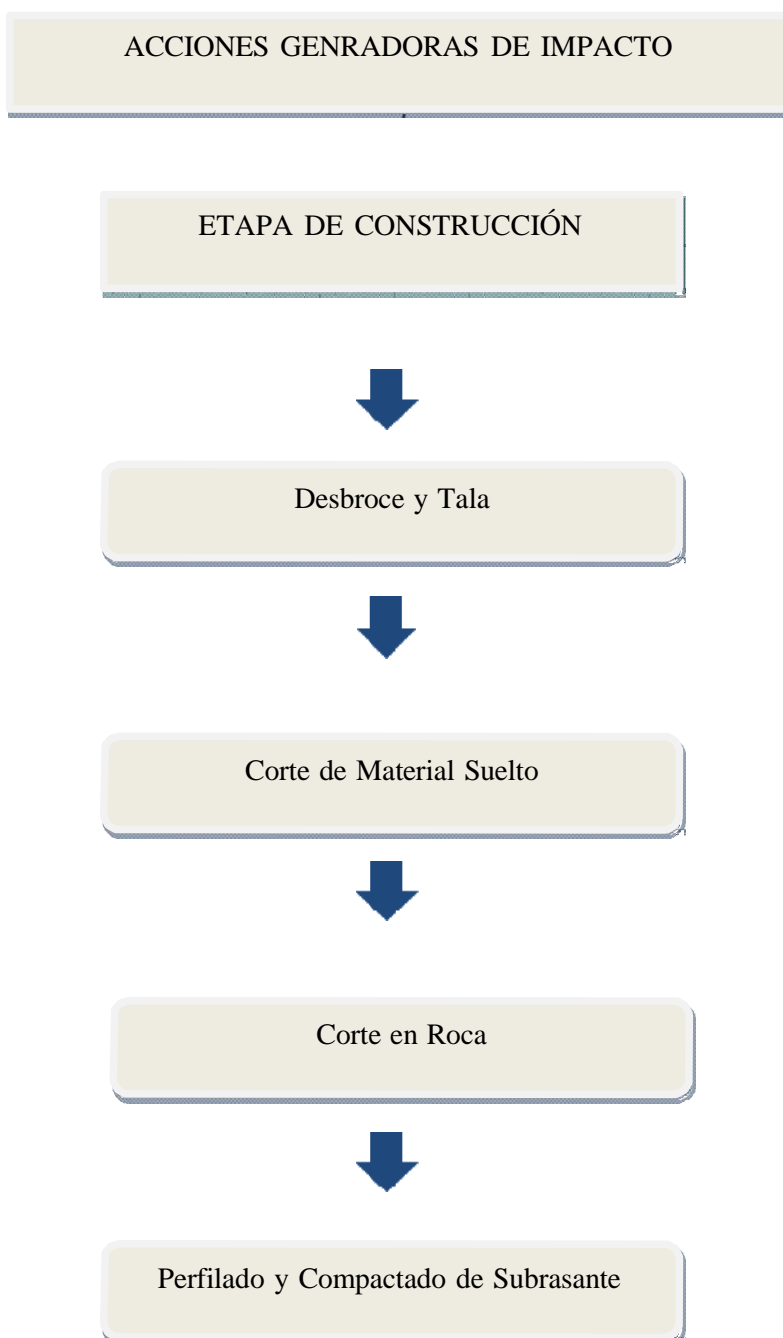 ACCIONES GENRADORAS DE IMPACTO
ETAPA DE CONSTRUCCIÓN
Desbroce y Tala
Corte de Material Suelto
Corte en Roca
Perfilado y Compactado de Subrasante